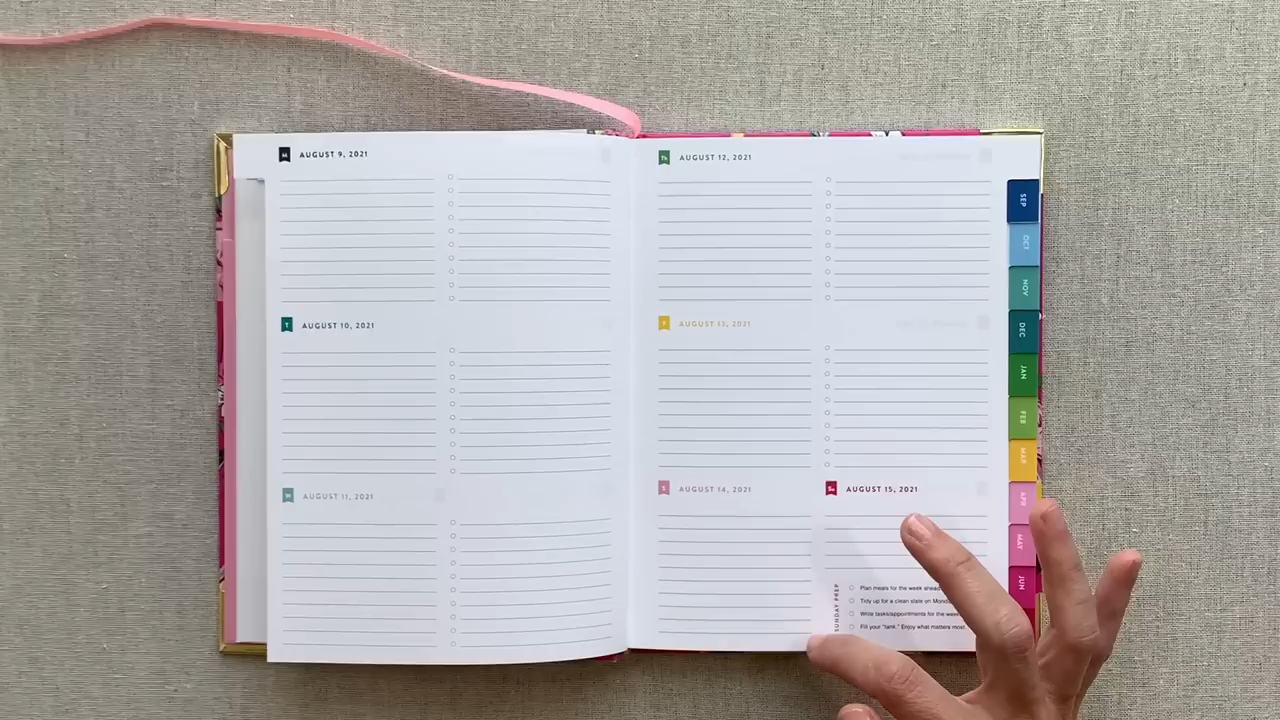 M AUGUST 9, 2021
T AUGUST 10, 2021
W AUGUST 11, 2021
Th AUGUST 12, 2021
F AUGUST 13, 2021
S AUGUST 14, 2021
Su AUGUST 15, 2021
SUNDAY PREP
Plan meals for the week ahead
Tidy up for a clean slate on
Write tasks/appointments for the
Fill your "tank." Enjoy what matters most
SEP
OCT
NOV
DEC
JAN
FEB
MAR
APR
MAY
JUN